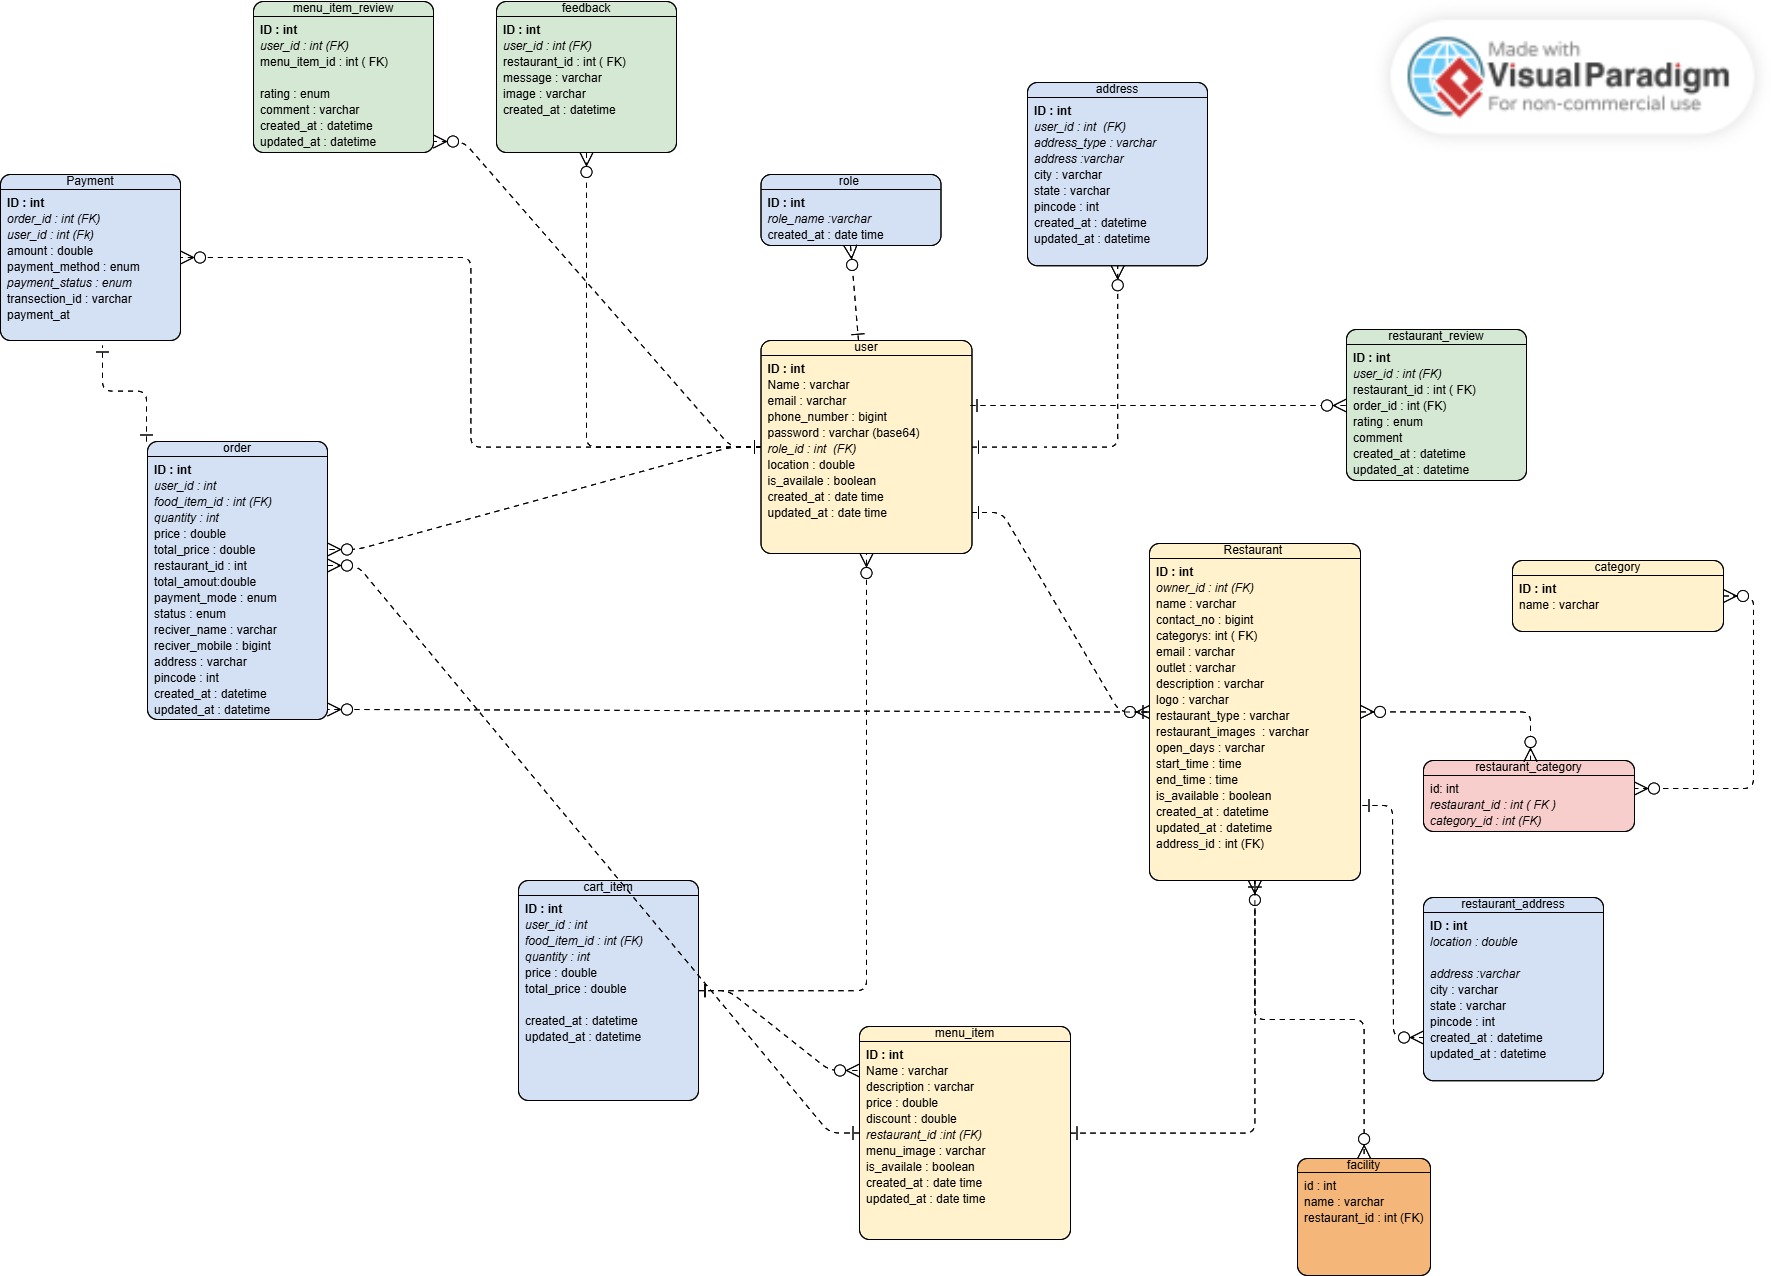 menu_item_review
ID : int
user_id : int (FK)
menu_item_id : int ( FK)
rating : enum
comment : varchar
created_at : datetime
updated_at : datetime
feedback
ID : int
user_id : int (FK)
restaurant_id : int ( FK)
message : varchar
image : varchar
created_at : datetime
Made with
Visual Paradigm
For non-commercial use
address
ID : int
user_id : int  (FK)
address_type : varchar
address :varchar
city : varchar
state : varchar
pincode : int
created_at : datetime
updated_at : datetime
Payment
ID : int
order_id : int (FK)
user_id : int (Fk)
amount : double
payment_method : enum
payment_status : enum
transection_id : varchar
payment_at
role
ID : int
role_name :varchar
created_at : date time
user
ID : int
Name : varchar
email : varchar
phone_number : bigint
password : varchar (base64)
role_id : int  (FK)
location : double
is_availale : boolean
created_at : date time
updated_at : date time
restaurant_review
ID : int
user_id : int (FK)
restaurant_id : int ( FK)
order_id : int (FK)
rating : enum
comment
created_at : datetime
updated_at : datetime
order
ID : int
user_id : int
food_item_id : int (FK)
quantity : int
price : double
total_price : double
restaurant_id : int
total_amout:double
payment_mode : enum
status : enum
reciver_name : varchar
reciver_mobile : bigint
address : varchar
pincode : int
created_at : datetime
updated_at : datetime
Restaurant
ID : int
owner_id : int (FK)
name : varchar
contact_no : bigint
categorys: int ( FK)
email : varchar
outlet : varchar
description : varchar
logo : varchar
restaurant_type : varchar
restaurant_images  : varchar
open_days : varchar
start_time : time
end_time : time
is_available : boolean
created_at : datetime
updated_at : datetime
address_id : int (FK)
category
ID : int
name : varchar
restaurant_category
id: int
restaurant_id : int ( FK )
category_id : int (FK)
cart_item
ID : int
user_id : int
food_item_id : int (FK)
quantity : int
price : double
total_price : double
created_at : datetime
updated_at : datetime
restaurant_address
ID : int
location : double
address :varchar
city : varchar
state : varchar
pincode : int
created_at : datetime
updated_at : datetime
menu_item
ID : int
Name : varchar
description : varchar
price : double
discount : double
restaurant_id :int (FK)
menu_image : varchar
is_availale : boolean
created_at : date time
updated_at : date time
facility
id : int
name : varchar
restaurant_id : int (FK)